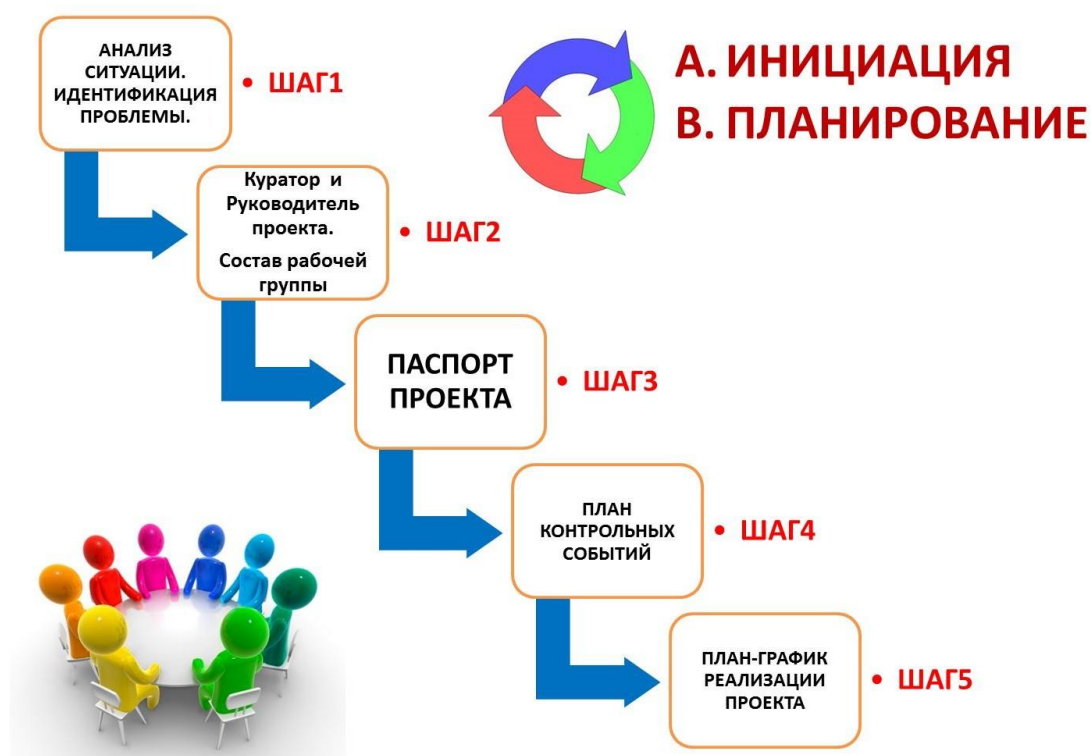 АНАЛИЗ
СИТУАЦИИ.
ИДЕНТИФИКАЦИЯ
ПРОБЛЕМЫ.
• ШАГ1
А. ИНИЦИАЦИЯ
В. ПЛАНИРОВАНИЕ
Куратор и
Руководитель
проекта.
Состав рабочей
группы
• ШАГ2
ПАСПОРТ
ПРОЕКТА
• ШАГ3
ПЛАН
КОНТРОЛЬНЫХ
СОБЫТИЙ
• ШАГ4
ПЛАН-ГРАФИК
РЕАЛИЗАЦИИ
ПРОЕКТА
• ШАГ5